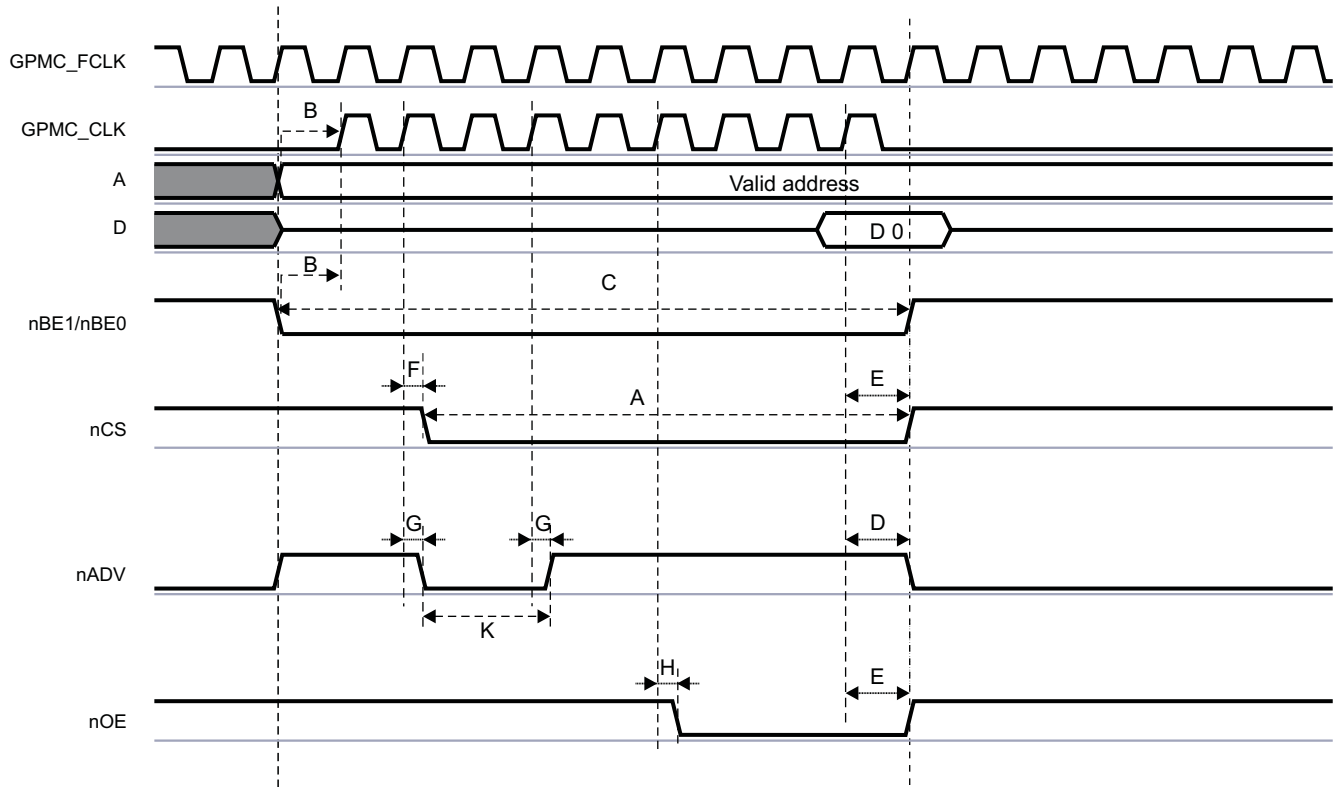 GPMC_FCLK
B
GPMC_CLK
A
Valid address
D
D 0
B
C
nBE1/nBE0
F
E
A
nCS
G
G
D
nADV
K
H
E
nOE